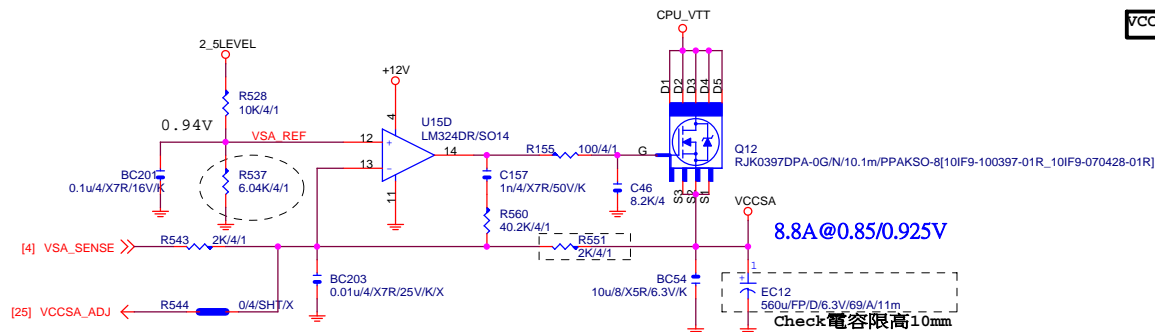 CPU_VTT
VCC
2_5LEVEL
D1
D2
D3
D4
D5
+12V
R528
10K/4/1
4
U15D
LM324DR/SO14
0.94V
VSA_REF
12
+
13
-
14
R155
100/4/1
G
Q12
RJK0397DPA-0G/N/10.1m/PPAKSO-8[10IF9-100397-01R_10IF9-070428-01R]
BC201
0.1u/4/X7R/16V/K
R537
6.04K/4/1
11
C157
1n/4/X7R/50V/K
C46
8.2K/4
S3
S2
S1
VCCSA
R560
40.2K/4/1
8.8A@0.85/0.925V
[4] VSA_SENSE
R543
2K/4/1
R551
2K/4/1
BC203
0.01u/4/X7R/25V/K/X
BC54
10u/8/X5R/6.3V/K
1
+
EC12
560u/FP/D/6.3V/69/A/11m
[25] VCCSA_ADJ
R544
0/4/SHT/X
Check電容限高10mm